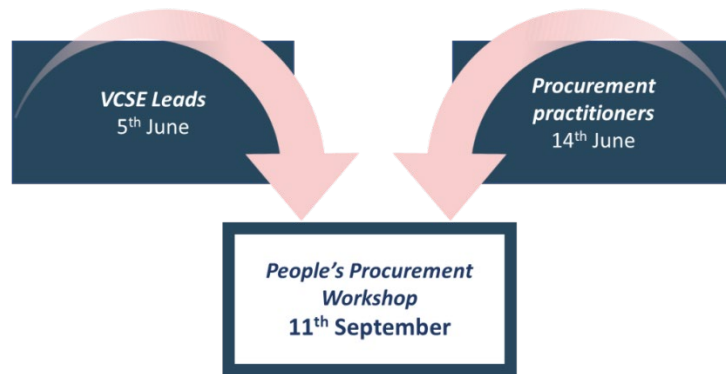 VCSE Leads
5th June
Procurement
practitioners
14th June
People's Procurement
Workshop
11th September